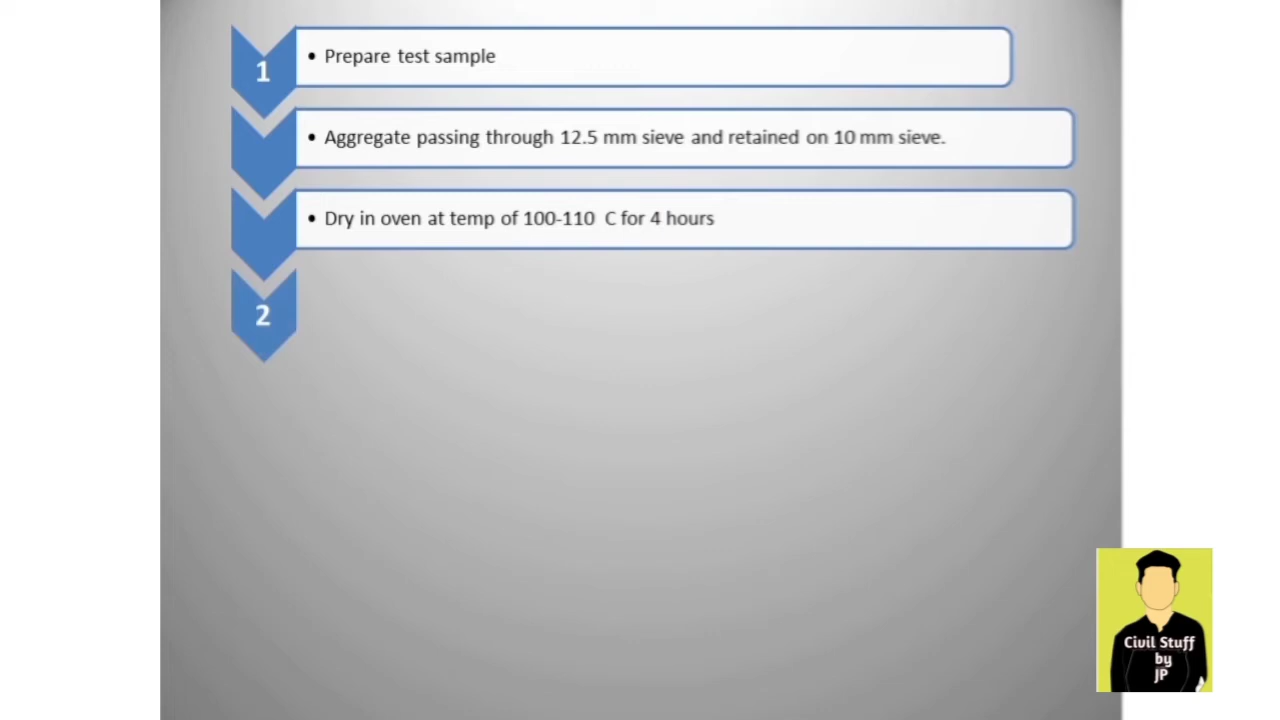 1
• Prepare test sample
• Aggregate passing through 12.5 mm sieve and retained on 10 mm sieve.
• Dry in oven at temp of 100-110 C for 4 hours
2
Civil Stuff
by
JP